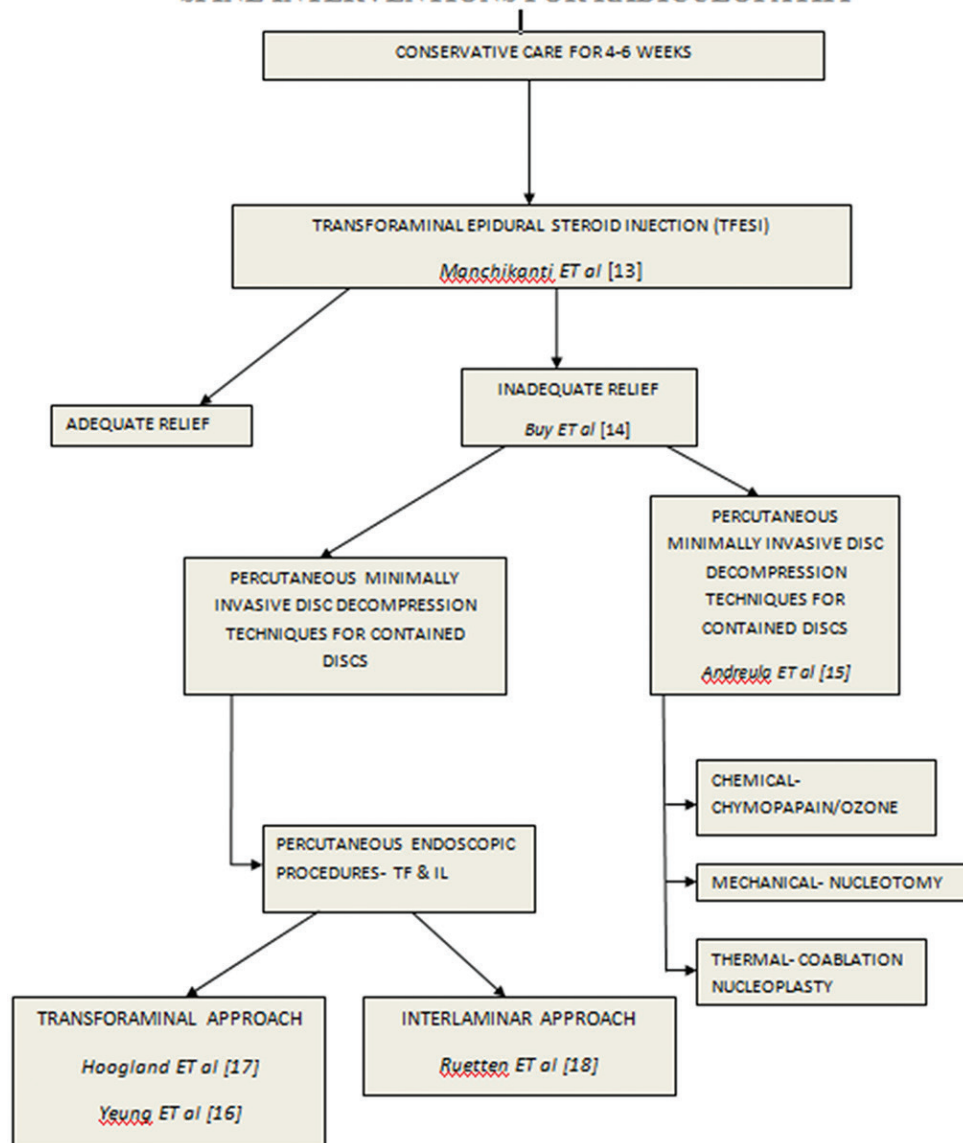 CONSERVATIVE CARE FOR 4-6 WEEKS
TRANSFORAMINAL EPIDURAL STEROID INJECTION (TFESI)
Manchikanti ET al [13]
ADEQUATE RELIEF
INADEQUATE RELIEF
Buy ET al [14]
PERCUTANEOUS MINIMALLY
INVASIVE DISC DECOMPRESSION
TECHNIQUES FOR CONTAINED
DISCS
PERCUTANEOUS
MINIMALLY INVASIVE DISC
DECOMPRESSION
TECHNIQUES FOR
CONTAINED DISCS
Andreula ET al [15]
CHEMICAL-
CHYMOPAPAIN/OZONE
MECHANICAL- NUCLEOTOMY
THERMAL- COABLATION
NUCLEOPLASTY
PERCUTANEOUS ENDOSCOPIC
PROCEDURES- TF & IL
TRANSFORAMINAL APPROACH
Hoogland ET al [17]
Yeung ET al [16]
INTERLAMINAR APPROACH
Ruetten ET al [18]